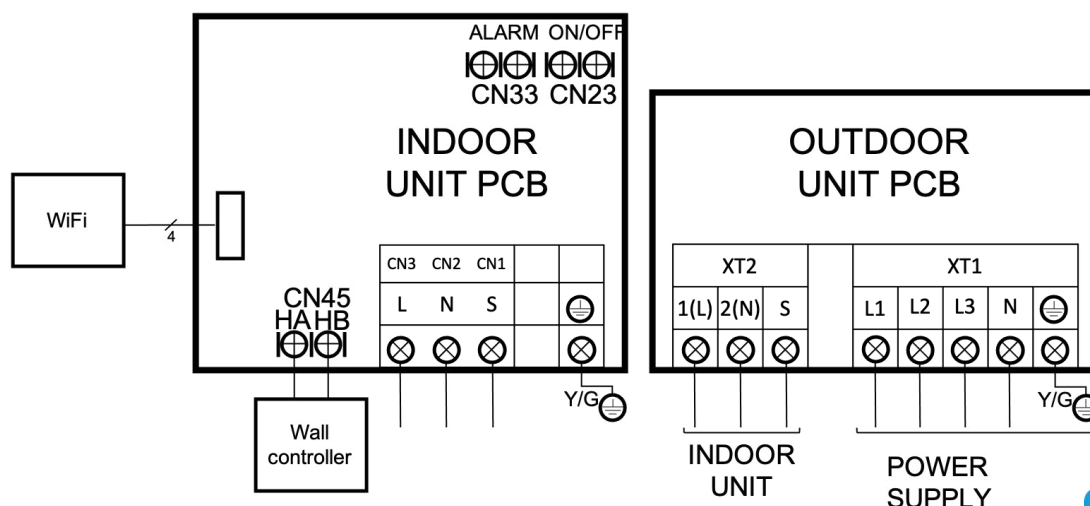 ALARM ON/OFF
CN33 CN23
INDOOR
UNIT PCB
WiFi
4
CN3 CN2 CN1
L N S
CN45
HA HB
Y/G
Wall
controller
OUTDOOR
UNIT PCB
XT2 XT1
1(L) 2(N) S L1 L2 L3 N
Y/G
INDOOR
UNIT
POWER
SUPPLY